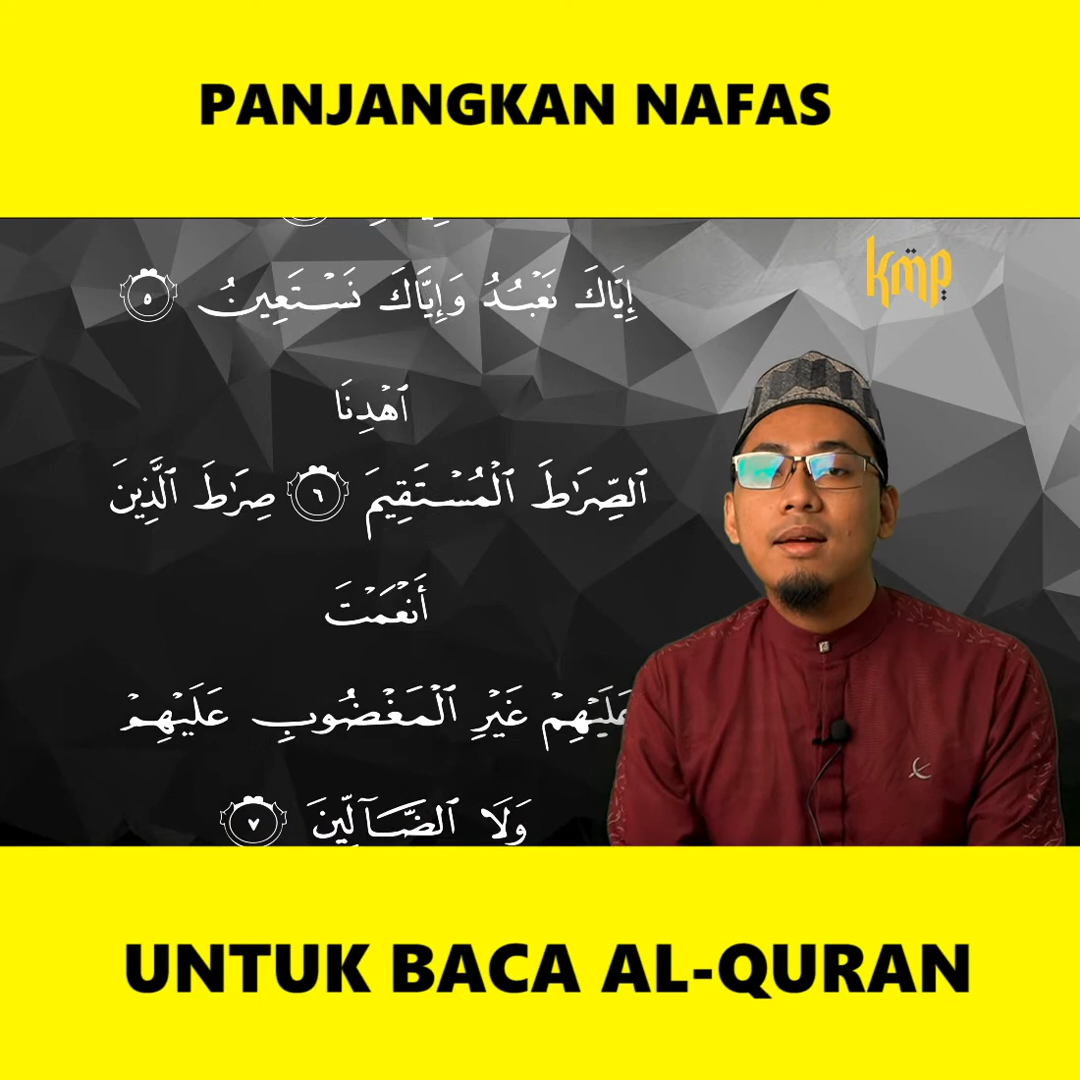 PANJANGKAN NAFAS
kmp
إِيَّاكَ نَعْبُدُ وَإِيَّاكَ نَسْتَعِينُ ٥
ٱهْدِنَا
ٱلصِّرَٰطَ ٱلْمُسْتَقِيمَ ٦ صِرَٰطَ ٱلَّذِينَ
أَنْعَمْتَ
عَلَيْهِمْ غَيْرِ ٱلْمَغْضُوبِ عَلَيْهِمْ
وَلَا ٱلضَّآلِّينَ ٧
UNTUK BACA AL-QURAN